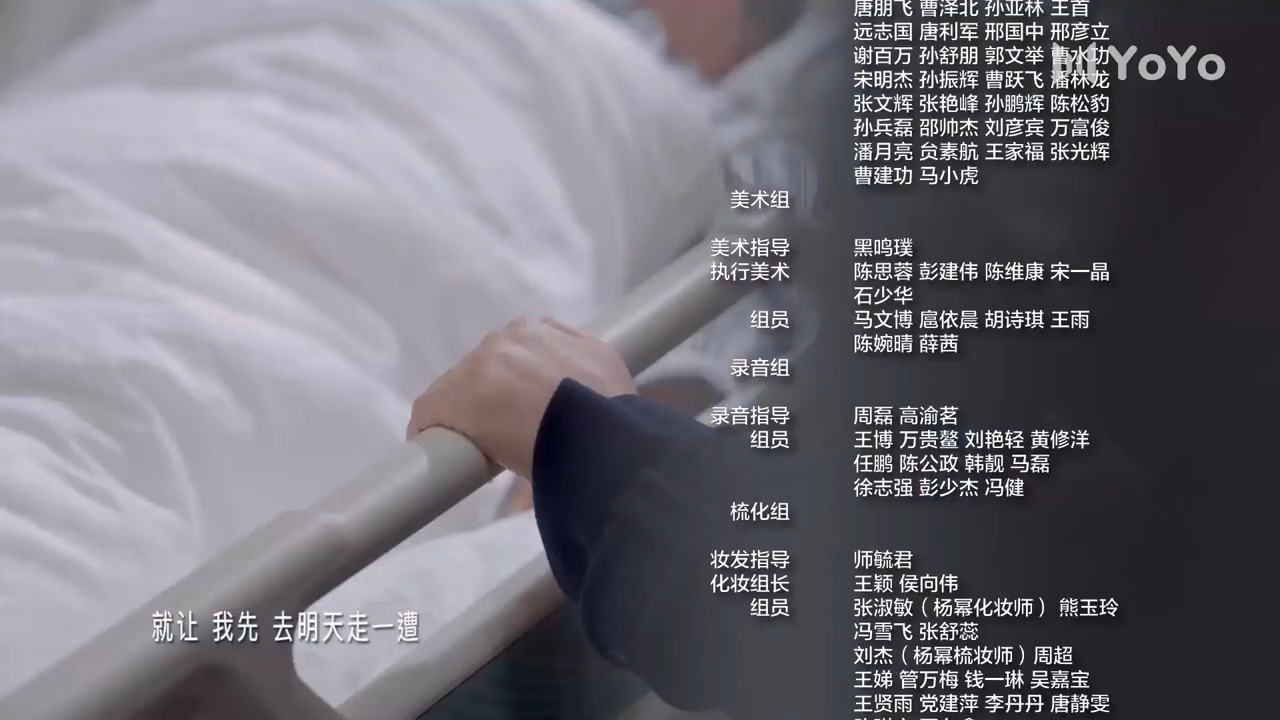 唐朋飞 曹泽北 孙亚林 王首
远志国 唐利军 邢国中 邢彦立
谢百万 孙舒朋 郭文举 曹水功
YoYo
宋明杰 孙振辉 曹跃飞 潘林龙
张文辉 张艳峰 孙鹏辉 陈松豹
孙兵磊 邵帅杰 刘彦宾 万富俊
潘月亮 贠素航 王家福 张光辉
曹建功 马小虎
美术组
美术指导 黑鸣璞
执行美术 陈思蓉 彭建伟 陈维康 宋一晶
石少华
组员 马文博 扈依晨 胡诗琪 王雨
陈婉晴 薛茜
录音组
录音指导 周磊 高渝茗
组员 王博 万贵鳌 刘艳轻 黄修洋
任鹏 陈公政 韩靓 马磊
徐志强 彭少杰 冯健
梳化组
妆发指导 师毓君
化妆组长 王颖 侯向伟
组员 张淑敏（杨幂化妆师） 熊玉玲
冯雪飞 张舒蕊
刘杰（杨幂梳妆师）周超
王娣 管万梅 钱一琳 吴嘉宝
王贤雨 党建萍 李丹丹 唐静雯
就让 我先 去明天走一遭